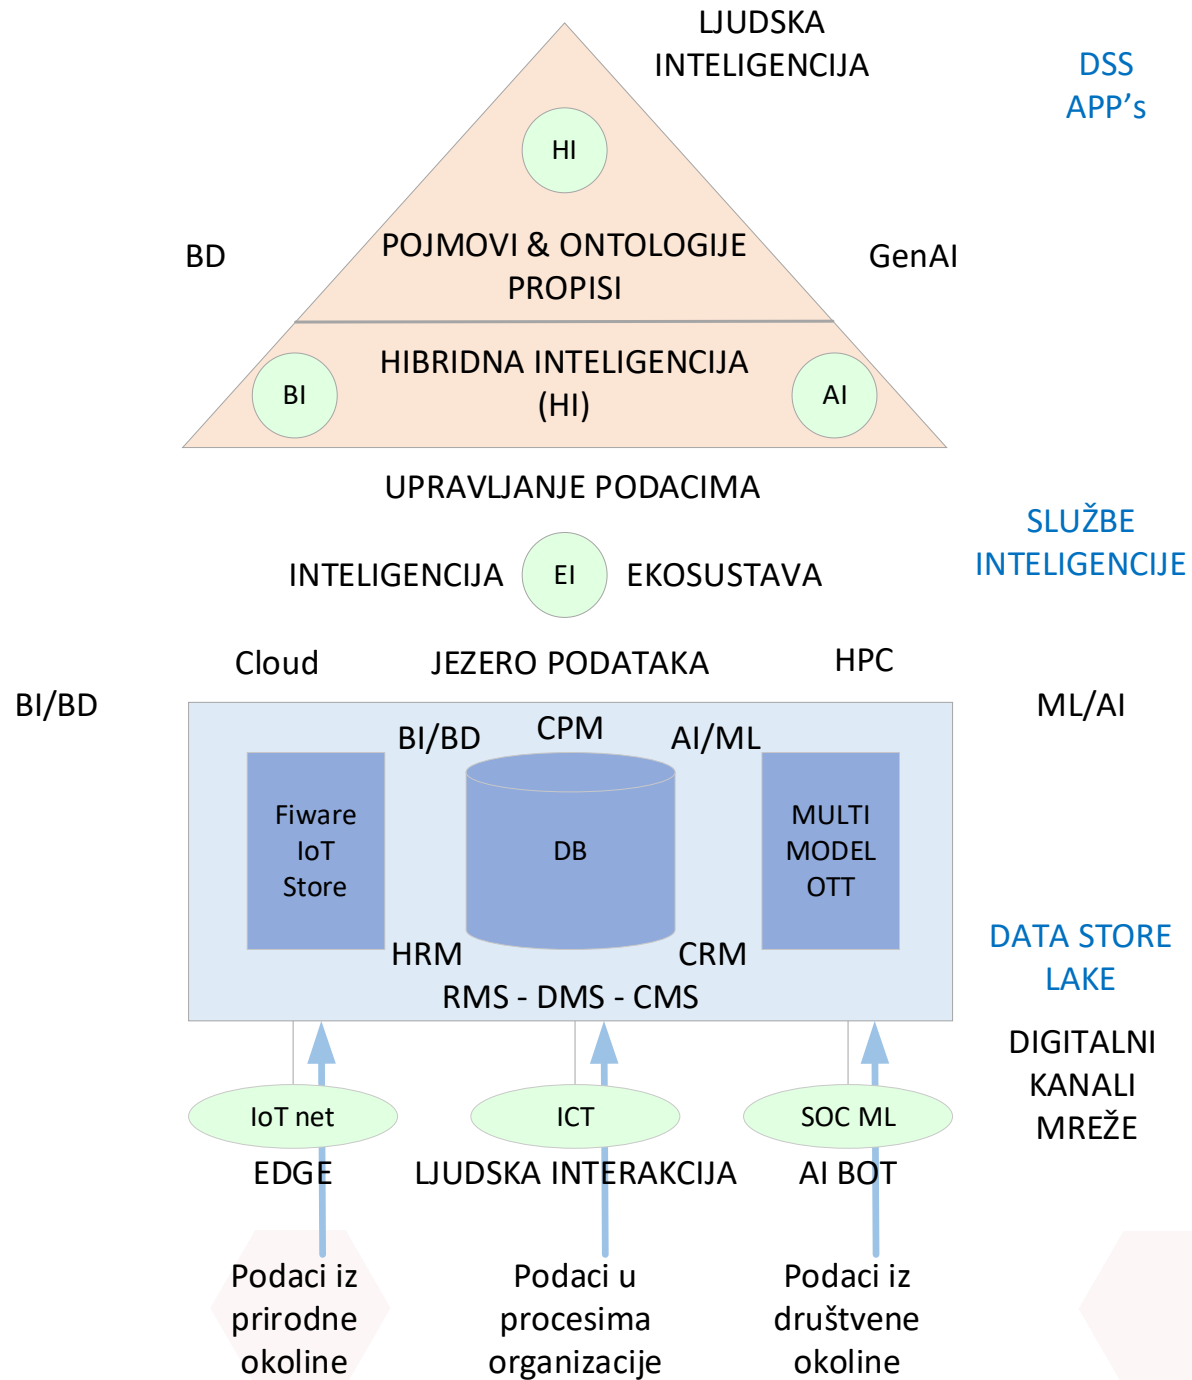 LJUDSKA
INTELIGENCIJA
DSS
APP's
HI
POJMOVI & ONTOLOGIJE
PROPISI
BD
GenAI
HIBRIDNA INTELIGENCIJA
(HI)
BI
AI
UPRAVLJANJE PODACIMA
SLUŽBE
INTELIGENCIJE
INTELIGENCIJA
EI
EKOSUSTAVA
Cloud
JEZERO PODATAKA
HPC
BI/BD
ML/AI
BI/BD
CPM
AI/ML
Fiware
IoT
Store
DB
MULTI
MODEL
OTT
HRM
CRM
RMS - DMS - CMS
DATA STORE
LAKE
DIGITALNI
KANALI
MREŽE
IoT net
ICT
SOC ML
EDGE
LJUDSKA INTERAKCIJA
AI BOT
Podaci iz
prirodne
okoline
Podaci u
procesima
organizacije
Podaci iz
društvene
okoline